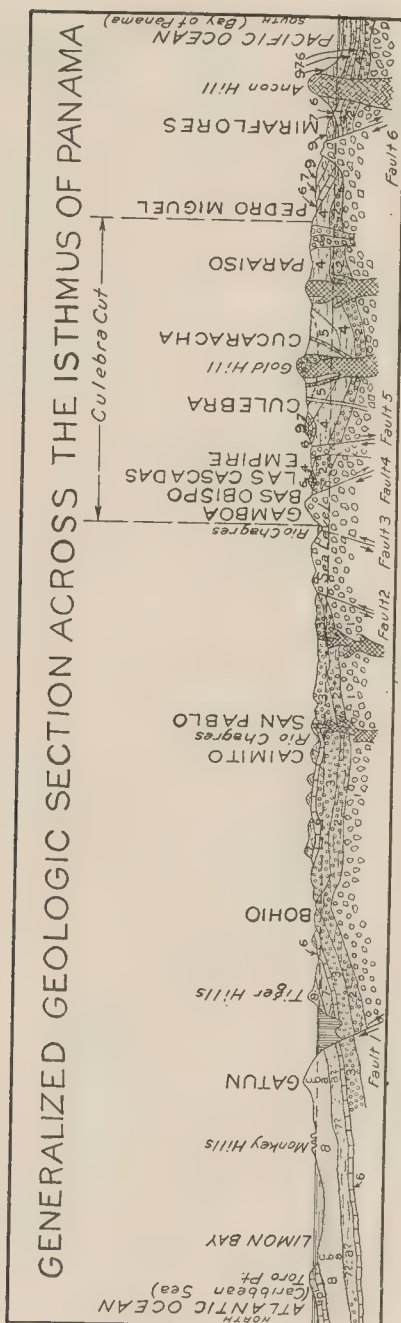 GENERALIZED GEOLOGIC SECTION ACROSS THE ISTHMUS OF PANAMA
Culebra Cut
NORTH
ATLANTIC OCEAN
(Caribbean Sea)
Toro Pt.
LIMON BAY
Monkey Hills
GATUN
Tiger Hills
BOHIO
CAIMITO
Rio Chagres
SAN PABLO
Rio Chagres
GAMBOA
BAS OBISPO
LAS CASCADAS
EMPIRE
CULEBRA
Gold Hill
CUCARACHA
PARAISO
PEDRO MIGUEL
MIRAFLORES
Ancon Hill
PACIFIC OCEAN
SOUTH (Bay of Panama)
Sea Level
Fault 1
Fault 2
Fault 3
Fault 4
Fault 5
Fault 6